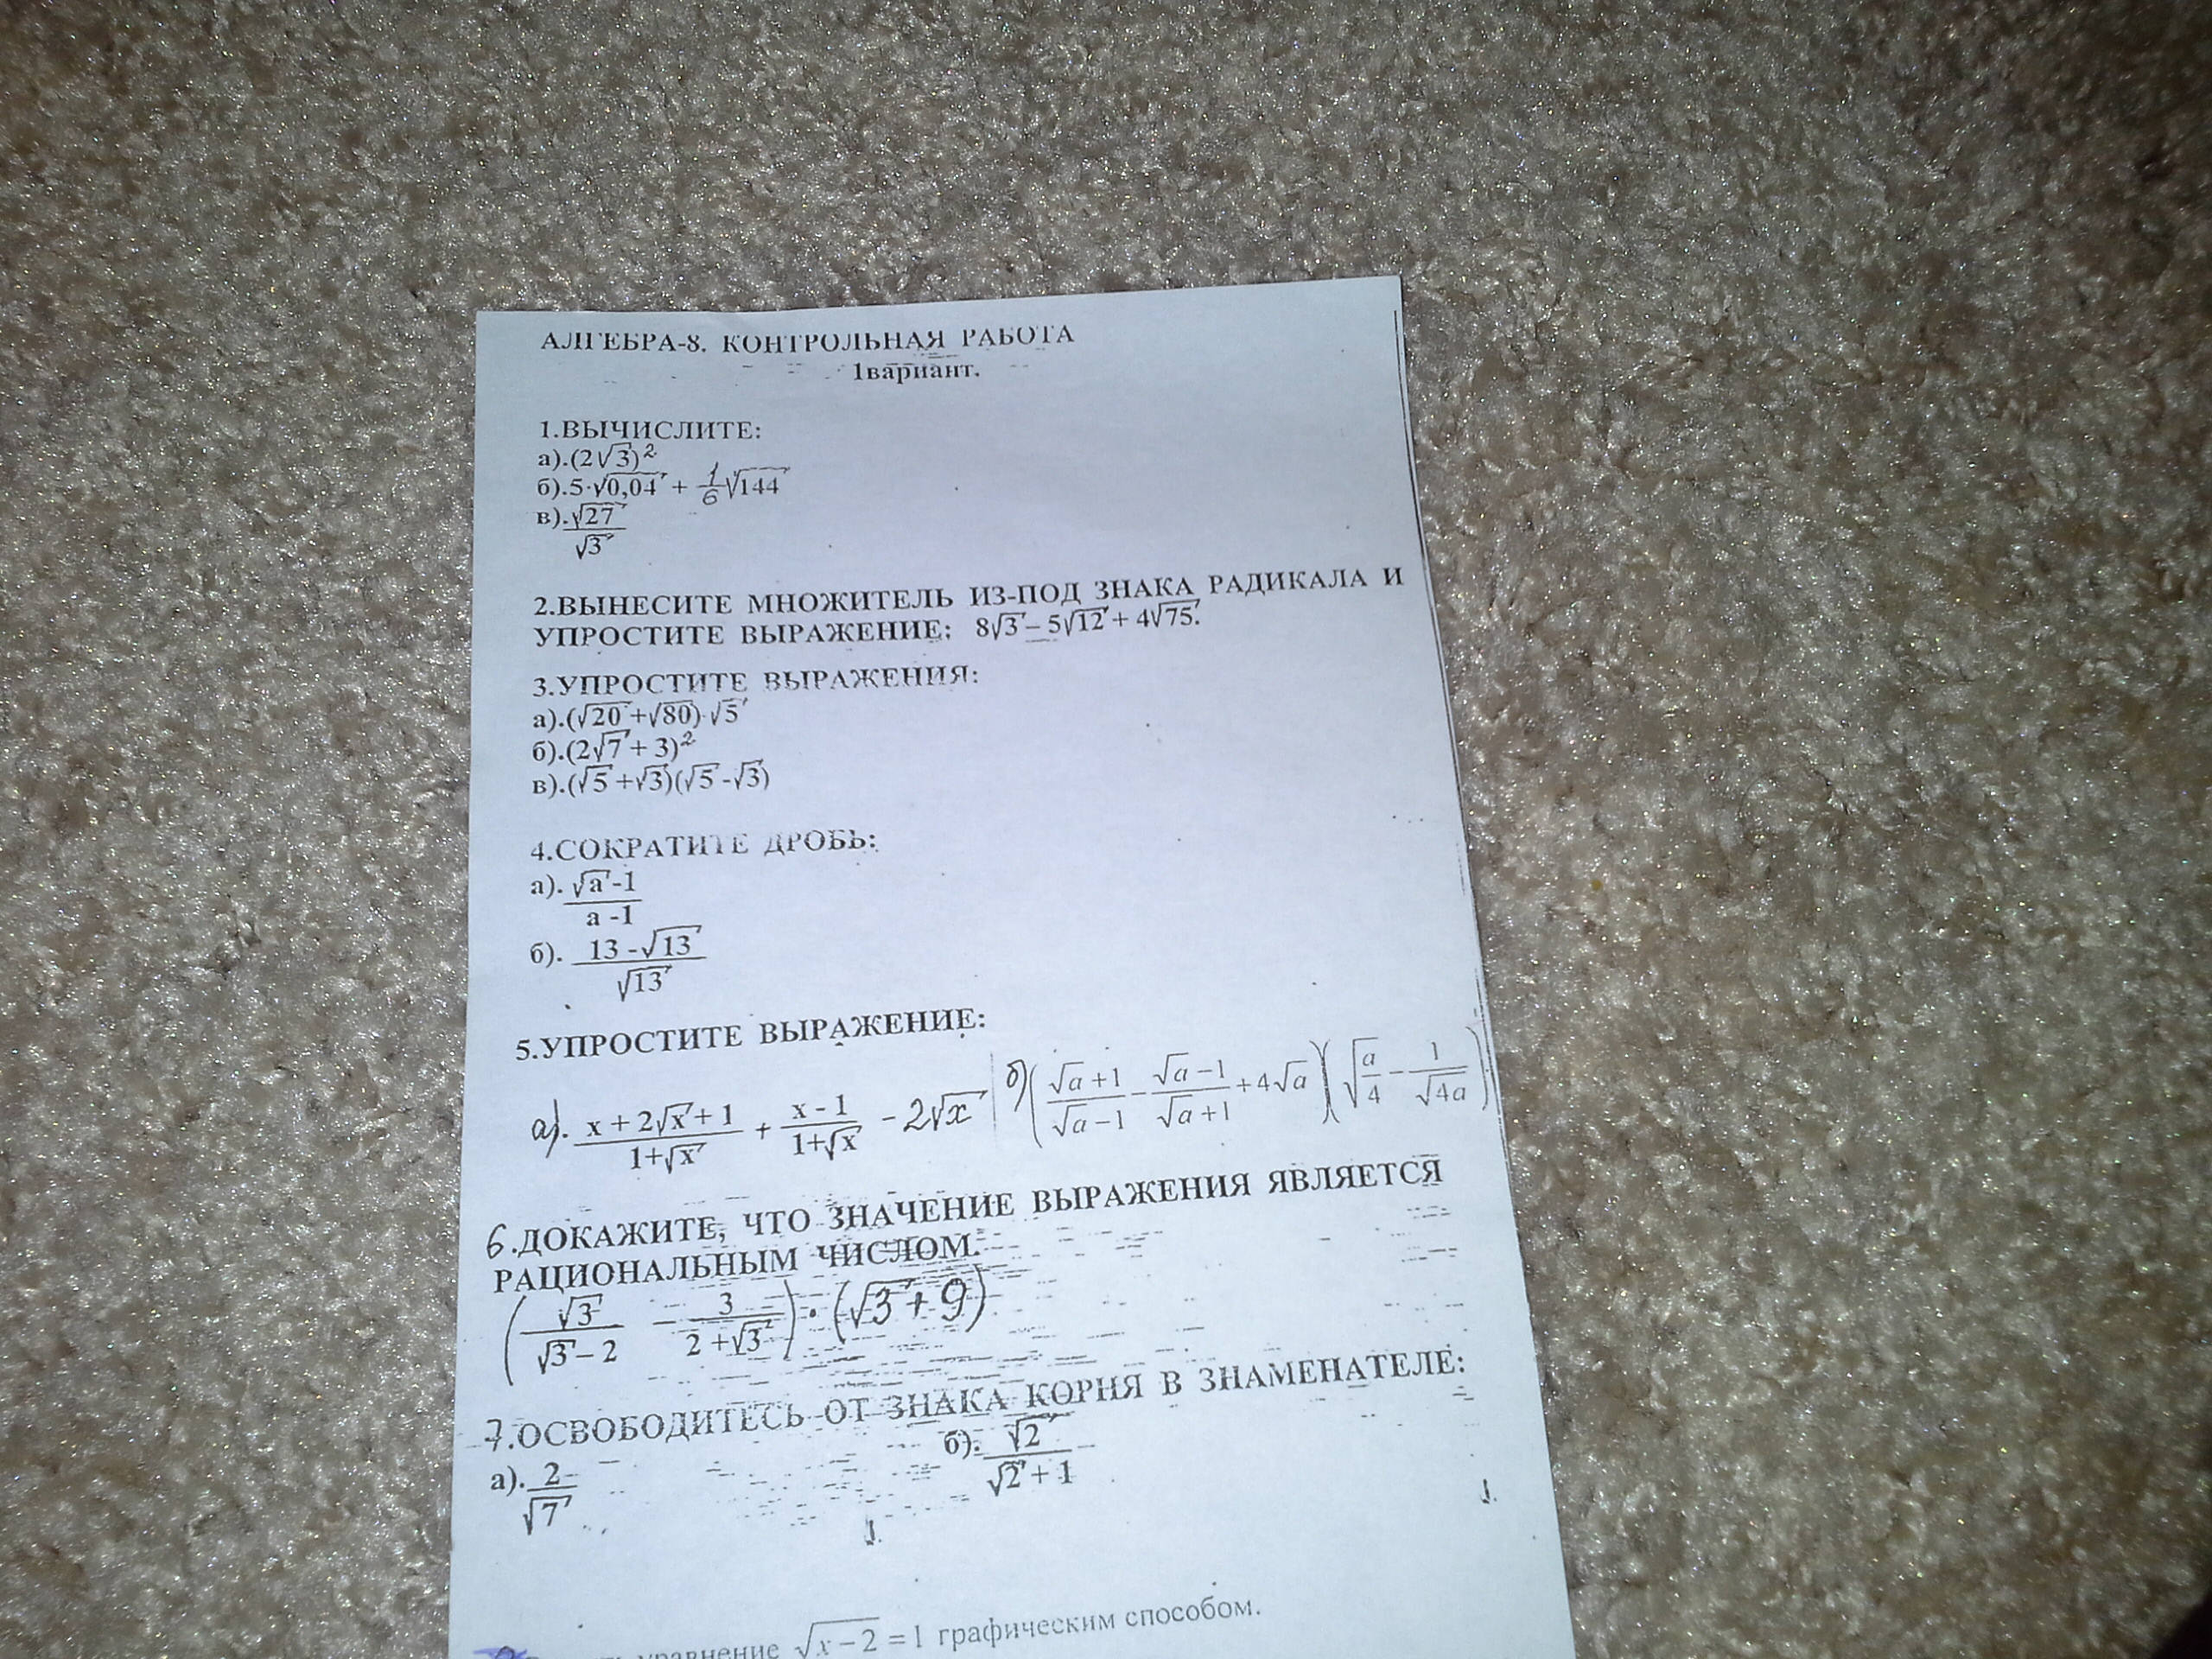 АЛГЕБРА-8. КОНТРОЛЬНАЯ РАБОТА
1вариант.
1.ВЫЧИСЛИТЕ:
а).(2√3)²
б).5·√0,04 + 1/6 √144
в).√27/√3
2.ВЫНЕСИТЕ МНОЖИТЕЛЬ ИЗ-ПОД ЗНАКА РАДИКАЛА И
УПРОСТИТЕ ВЫРАЖЕНИЕ: 8√3 – 5√12 + 4√75.
3.УПРОСТИТЕ ВЫРАЖЕНИЯ:
а).(√20 +√80)·√5
б).(2√7 + 3)²
в).(√5 +√3)(√5 -√3)
4.СОКРАТИТЕ ДРОБЬ:
а). (√а -1)/(а -1)
б). (13 -√13)/√13
5.УПРОСТИТЕ ВЫРАЖЕНИЕ:
а). (x + 2√x + 1)/(1+√x) + (x - 1)/(1+√x) - 2√x б) ((√a +1)/(√a −1) − (√a −1)/(√a +1) + 4√a)(√(a/4) − 1/√(4a))
6.ДОКАЖИТЕ, ЧТО ЗНАЧЕНИЕ ВЫРАЖЕНИЯ ЯВЛЯЕТСЯ
РАЦИОНАЛЬНЫМ ЧИСЛОМ.
(√3/(√3 – 2) – 3/(2 +√3)) · (√3 + 9)
7.ОСВОБОДИТЕСЬ ОТ ЗНАКА КОРНЯ В ЗНАМЕНАТЕЛЕ:
а). 2/√7 б). √2/(√2 + 1)
уравнение √(x − 2) = 1 графическим способом.